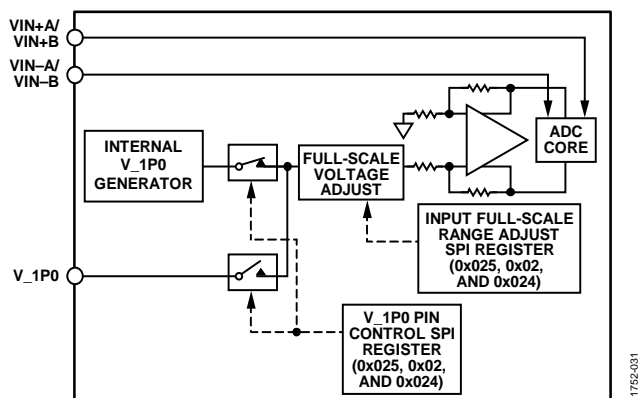 VIN+A/
VIN+B
VIN–A/
VIN–B
INTERNAL
V_1P0
GENERATOR
FULL-SCALE
VOLTAGE
ADJUST
ADC
CORE
INPUT FULL-SCALE
RANGE ADJUST
SPI REGISTER
(0x025, 0x02,
AND 0x024)
V_1P0
V_1P0 PIN
CONTROL SPI
REGISTER
(0x025, 0x02,
AND 0x024)
1752-031